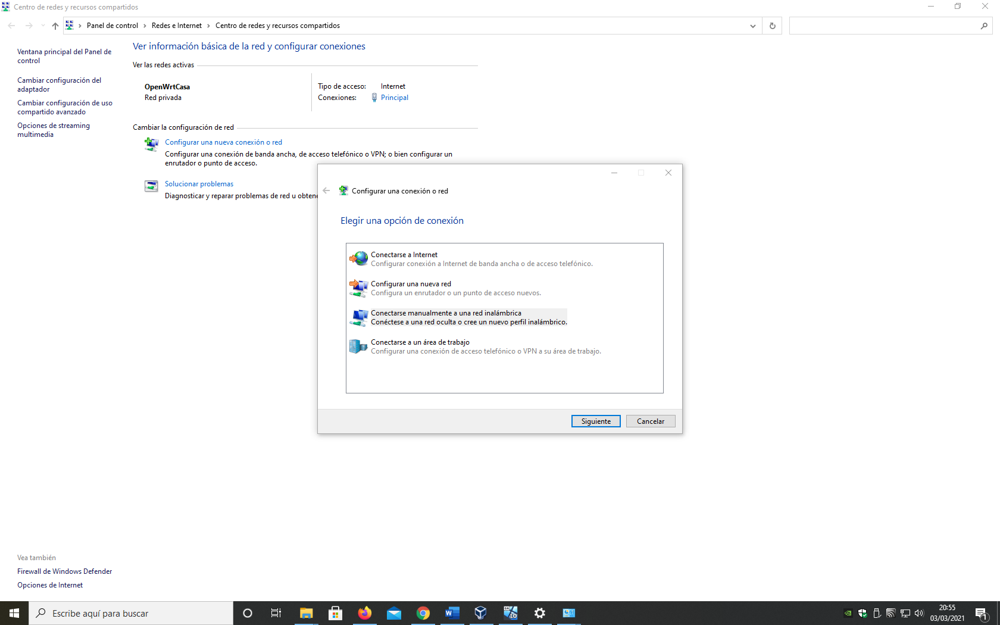 Centro de redes y recursos compartidos
Panel de control
Redes e Internet
Centro de redes y recursos compartidos
Ventana principal del Panel de
control
Cambiar configuración del
adaptador
Cambiar configuración de uso
compartido avanzado
Opciones de streaming
multimedia
Ver información básica de la red y configurar conexiones
Ver las redes activas
OpenWrtCasa
Red privada
Tipo de acceso: Internet
Conexiones: Principal
Cambiar la configuración de red
Configurar una nueva conexión o red
Configurar una conexión de banda ancha, de acceso telefónico o VPN; o bien configurar un
enrutador o punto de acceso.
Solucionar problemas
Diagnosticar y reparar problemas de red u obtene
Configurar una conexión o red
Elegir una opción de conexión
Conectarse a Internet
Configurar conexión a Internet de banda ancha o de acceso telefónico.
Configurar una nueva red
Configura un enrutador o un punto de acceso nuevos.
Conectarse manualmente a una red inalámbrica
Conéctese a una red oculta o cree un nuevo perfil inalámbrico.
Conectarse a un área de trabajo
Configurar una conexión de acceso telefónico o VPN a su área de trabajo.
Siguiente
Cancelar
Vea también
Firewall de Windows Defender
Opciones de Internet
Escribe aquí para buscar
20:55
03/03/2021
1